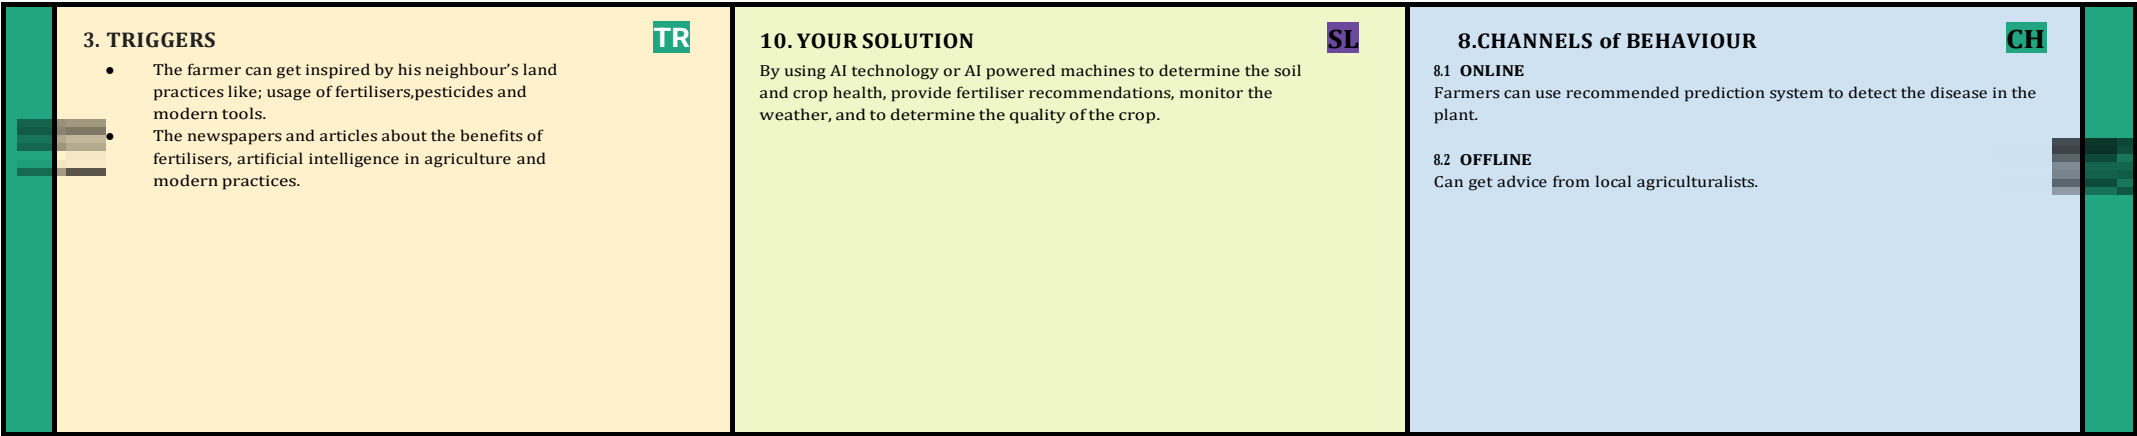 3. TRIGGERS
TR
● The farmer can get inspired by his neighbour’s land
practices like; usage of fertilisers,pesticides and
modern tools.
● The newspapers and articles about the benefits of
fertilisers, artificial intelligence in agriculture and
modern practices.
10. YOUR SOLUTION
SL
By using AI technology or AI powered machines to determine the soil
and crop health, provide fertiliser recommendations, monitor the
weather, and to determine the quality of the crop.
8.CHANNELS of BEHAVIOUR
CH
8.1 ONLINE
Farmers can use recommended prediction system to detect the disease in the
plant.
8.2 OFFLINE
Can get advice from local agriculturalists.